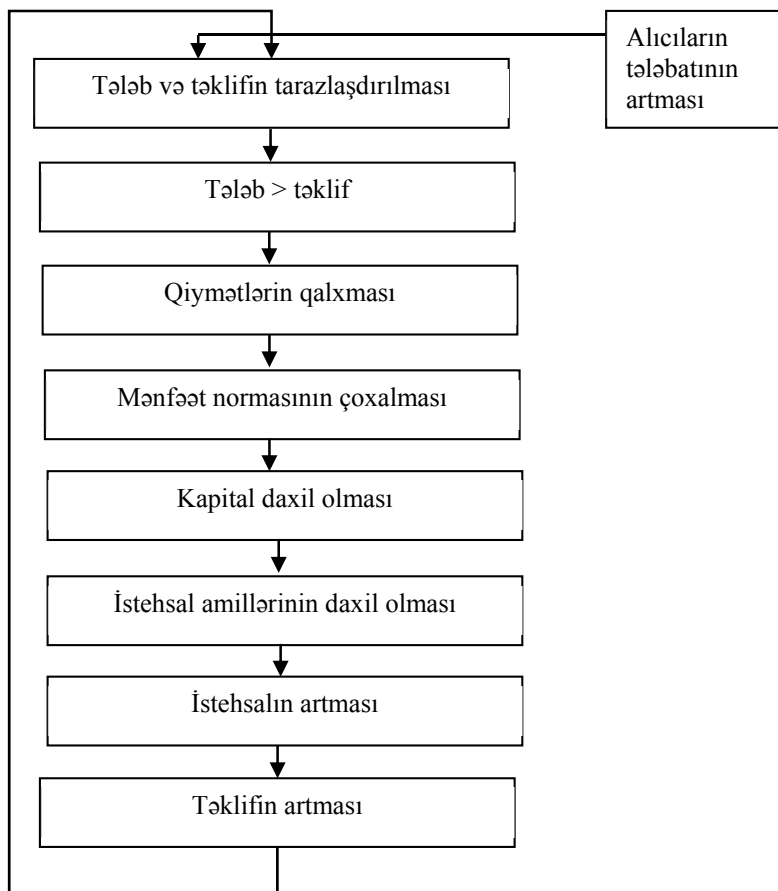 Alıcıların
tələbatının
artması
Tələb və təklifin tarazlaşdırılması
Tələb > təklif
Qiymətlərin qalxması
Mənfəət normasının çoxalması
Kapital daxil olması
İstehsal amillərinin daxil olması
İstehsalın artması
Təklifin artması